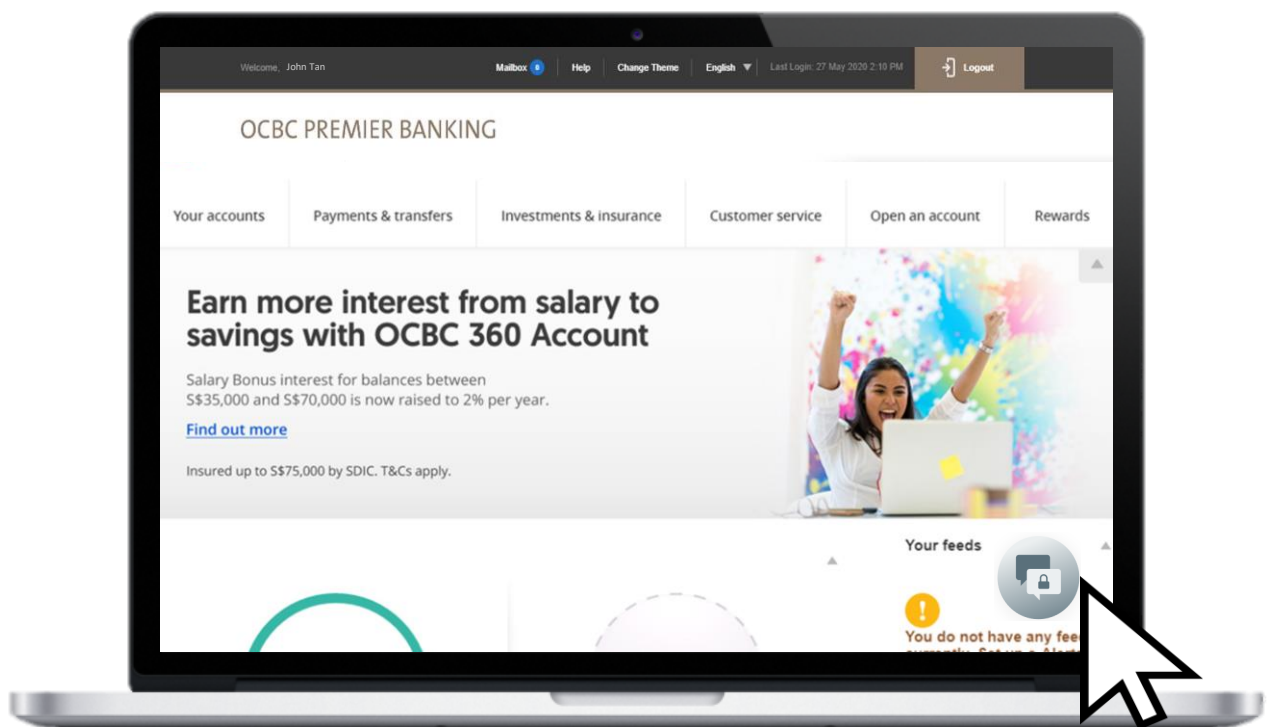 Welcome, John Tan
Mailbox
Help
Change Theme
English
Last Login: 27 May 2020 2:10 PM
Logout
OCBC PREMIER BANKING
Your accounts
Payments & transfers
Investments & insurance
Customer service
Open an account
Rewards
Earn more interest from salary to
savings with OCBC 360 Account
Salary Bonus interest for balances between
S$35,000 and S$70,000 is now raised to 2% per year.
Find out more
Insured up to S$75,000 by SDIC. T&Cs apply.
Your feeds
You do not have any